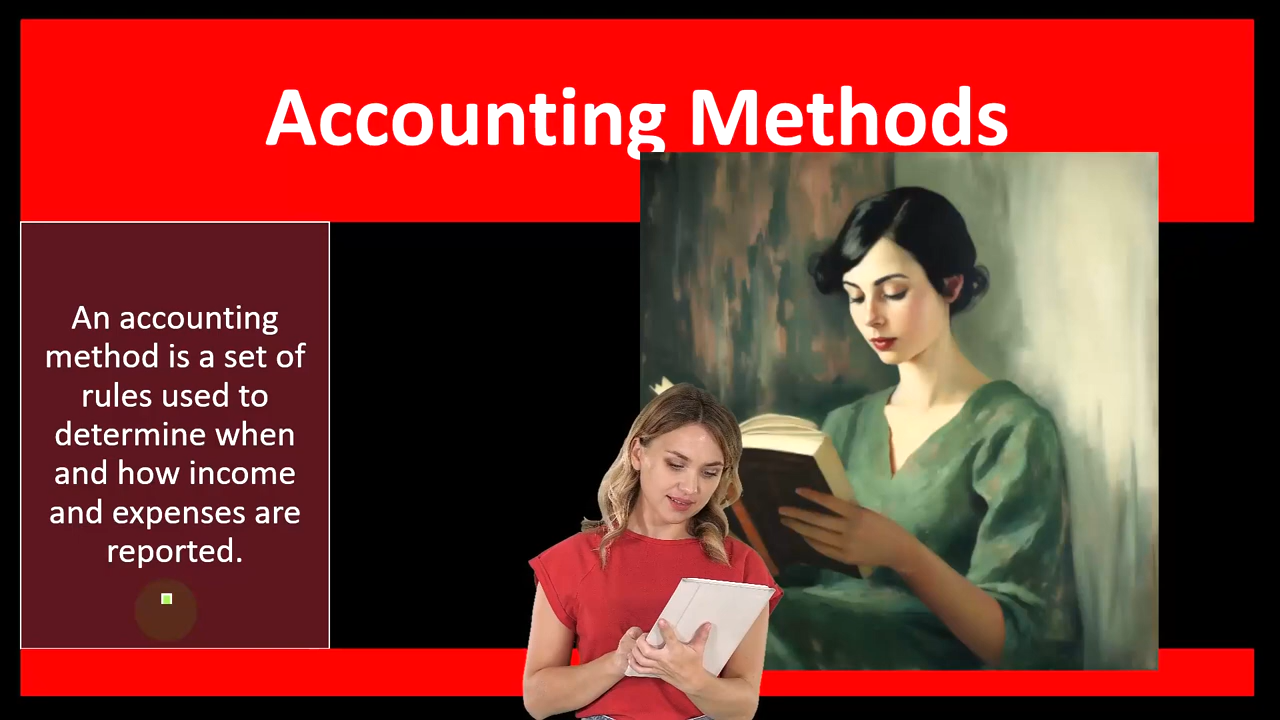 Accounting Methods
An accounting
method is a set of
rules used to
determine when
and how income
and expenses are
reported.